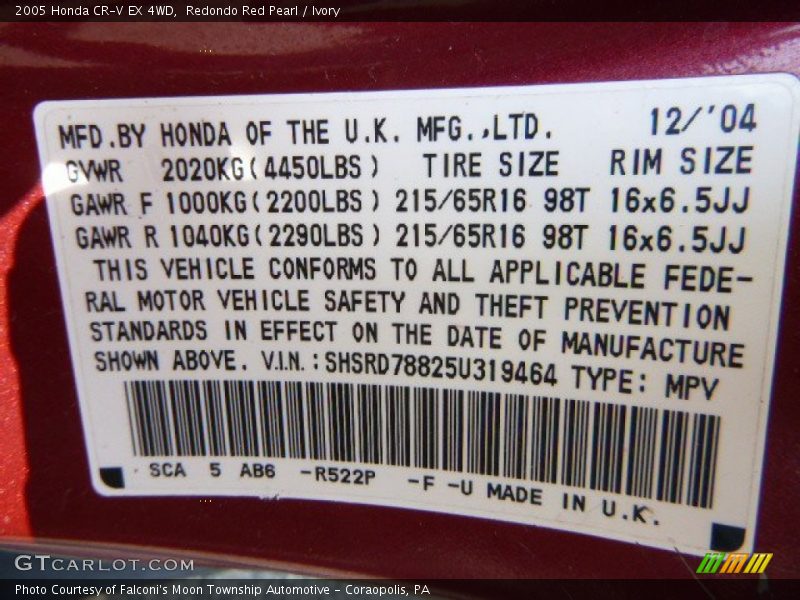 2005 Honda CR-V EX 4WD, Redondo Red Pearl / Ivory
MFD.BY HONDA OF THE U.K. MFG.,LTD. 12/'04
GVWR 2020KG(4450LBS) TIRE SIZE RIM SIZE
GAWR F 1000KG(2200LBS) 215/65R16 98T 16x6.5JJ
GAWR R 1040KG(2290LBS) 215/65R16 98T 16x6.5JJ
THIS VEHICLE CONFORMS TO ALL APPLICABLE FEDE-
RAL MOTOR VEHICLE SAFETY AND THEFT PREVENTION
STANDARDS IN EFFECT ON THE DATE OF MANUFACTURE
SHOWN ABOVE. V.I.N.:SHSRD78825U319464 TYPE: MPV
SCA 5 AB6 -R522P -F -U MADE IN U.K.
GTCARLOT.COM
Photo Courtesy of Falconi's Moon Township Automotive - Coraopolis, PA